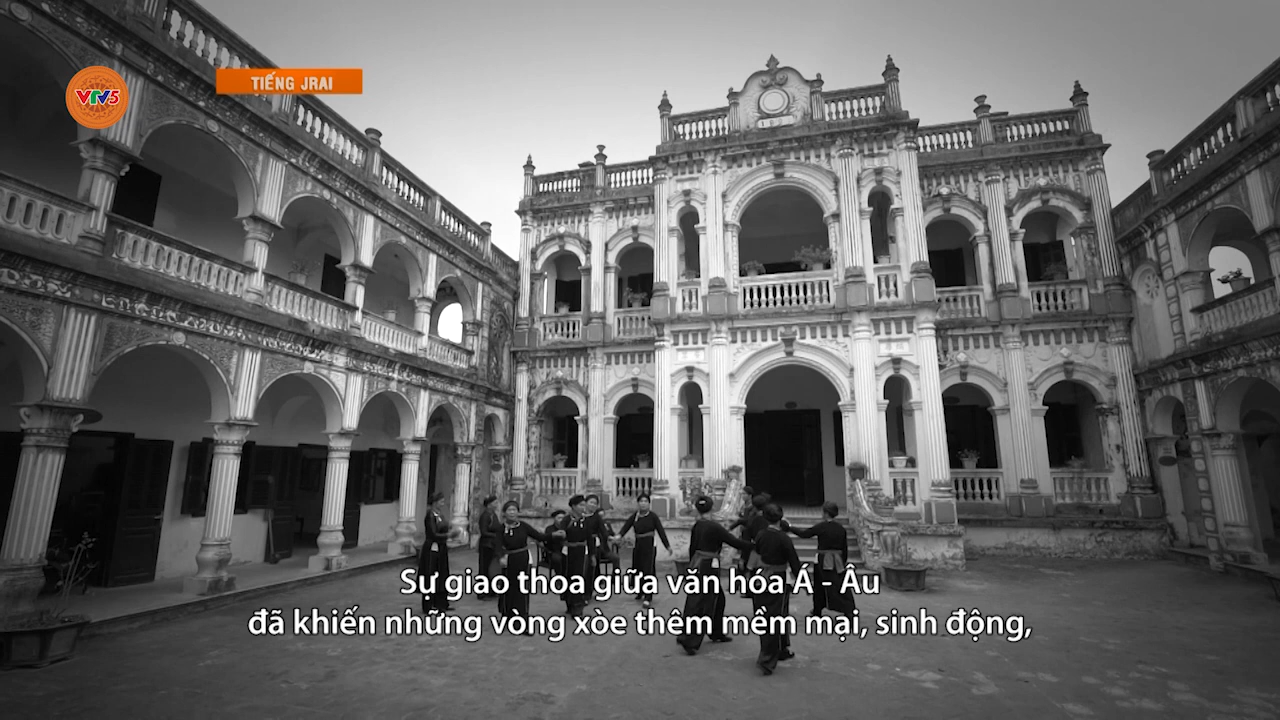 VTV5
TIẾNG JRAI
Sự giao thoa giữa văn hóa Á - Âu
đã khiến những vòng xòe thêm mềm mại, sinh động,